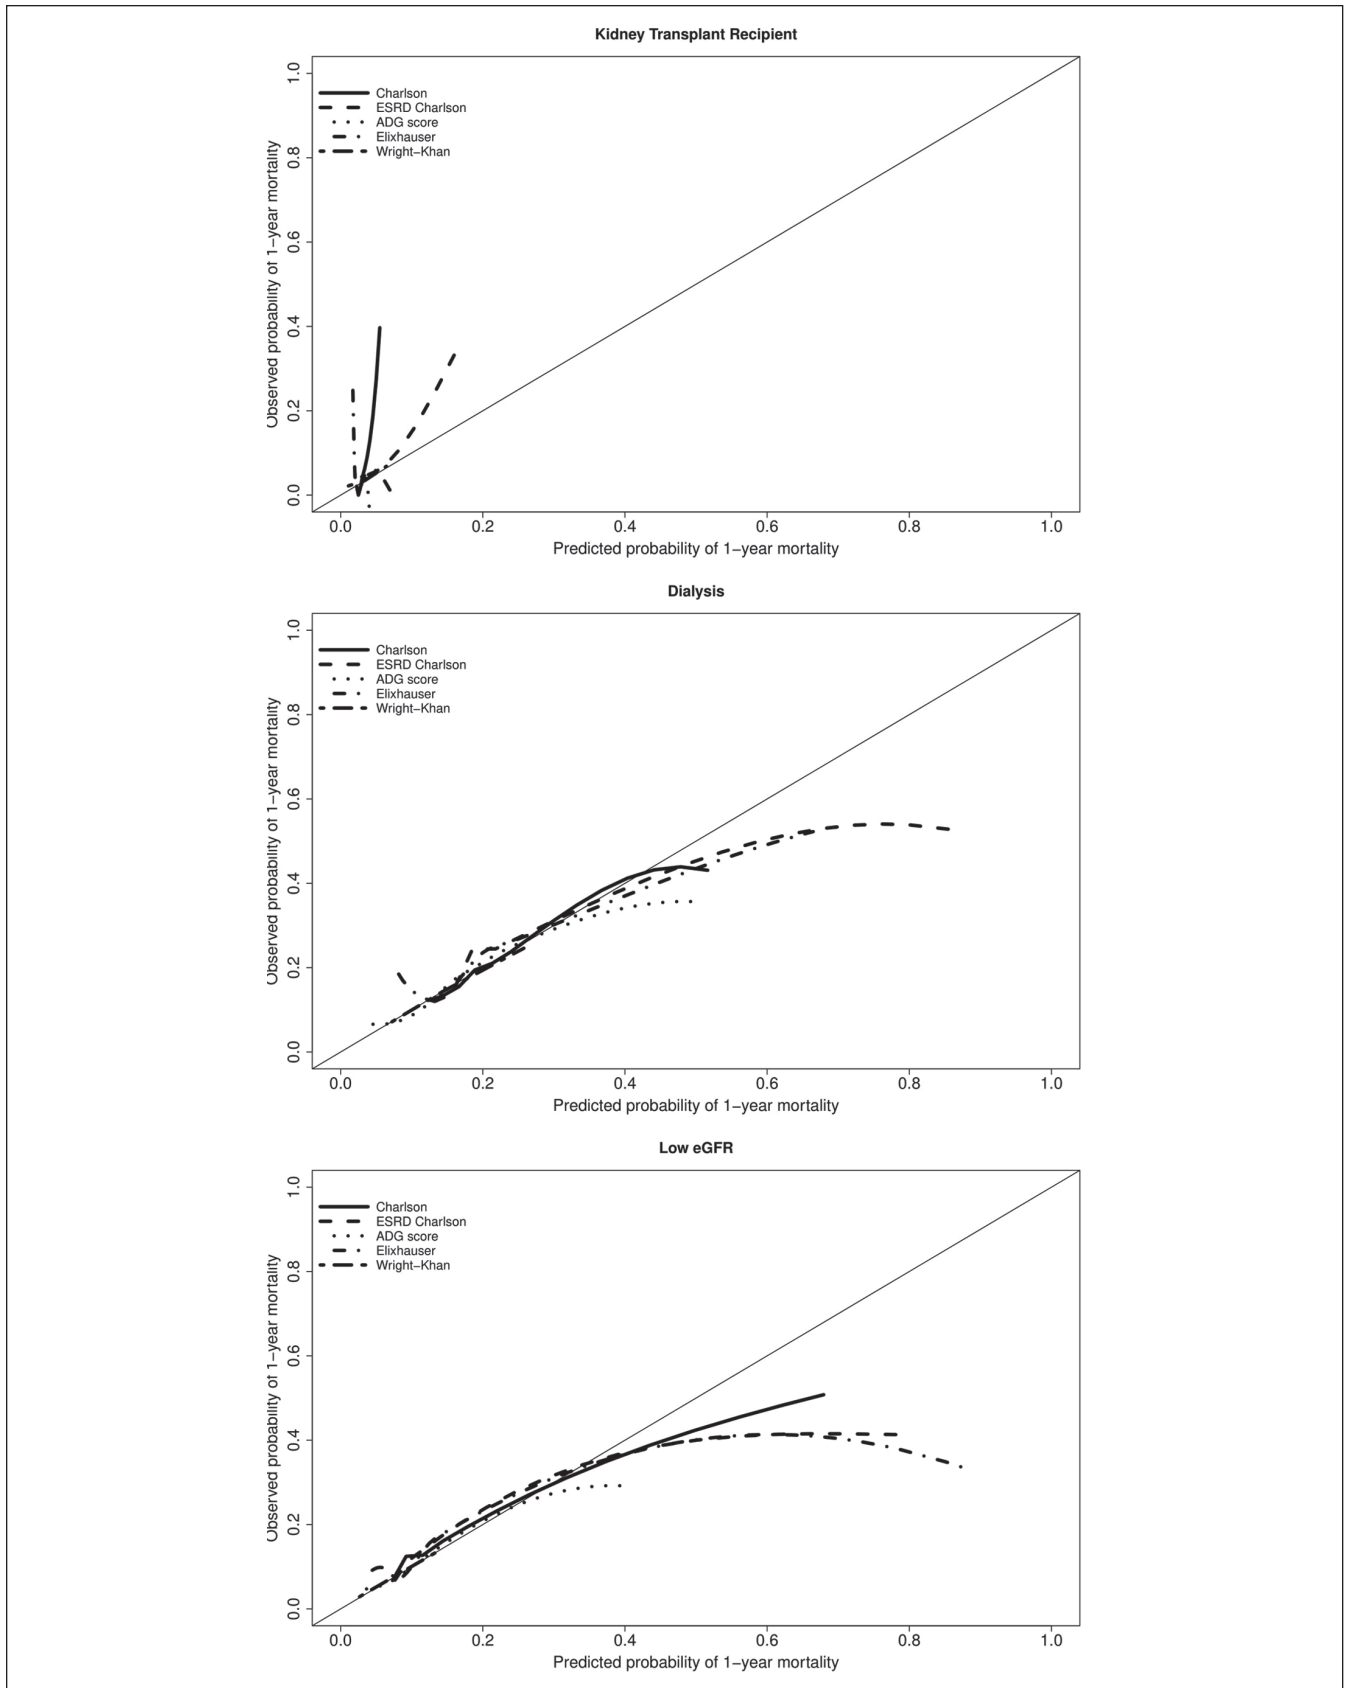 Kidney Transplant Recipient
1.0
0.8
0.6
0.4
0.2
0.0
Observed probability of 1−year mortality
Charlson
ESRD Charlson
ADG score
Elixhauser
Wright−Khan
0.0 0.2 0.4 0.6 0.8 1.0
Predicted probability of 1−year mortality
Dialysis
1.0
0.8
0.6
0.4
0.2
0.0
Observed probability of 1−year mortality
Charlson
ESRD Charlson
ADG score
Elixhauser
Wright−Khan
0.0 0.2 0.4 0.6 0.8 1.0
Predicted probability of 1−year mortality
Low eGFR
1.0
0.8
0.6
0.4
0.2
0.0
Observed probability of 1−year mortality
Charlson
ESRD Charlson
ADG score
Elixhauser
Wright−Khan
0.0 0.2 0.4 0.6 0.8 1.0
Predicted probability of 1−year mortality